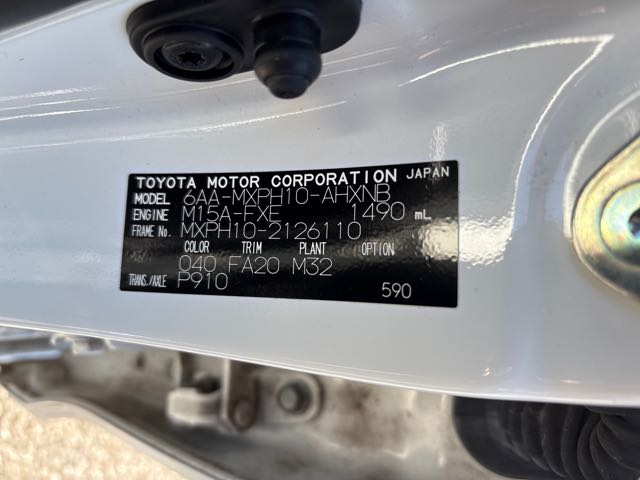 TOYOTA MOTOR CORPORATION JAPAN
MODEL 6AA-MXPH10-AHXNB
ENGINE M15A-FXE 1490 mL
FRAME No. MXPH10-2126110
COLOR TRIM PLANT OPTION
040 FA20 M32
TRANS./AXLE P910
590